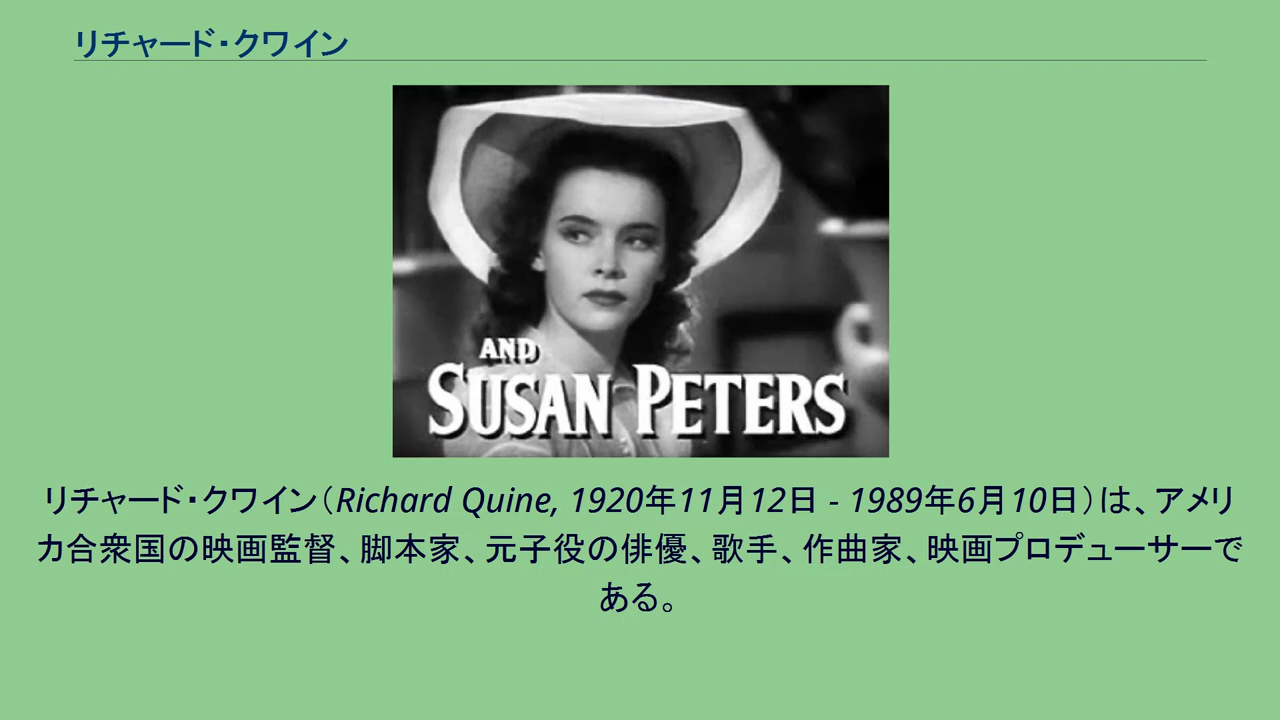 リチャード・クワイン
AND
SUSAN PETERS
リチャード・クワイン（Richard Quine, 1920年11月12日 - 1989年6月10日）は、アメリ
カ合衆国の映画監督、脚本家、元子役の俳優、歌手、作曲家、映画プロデューサーで
ある。